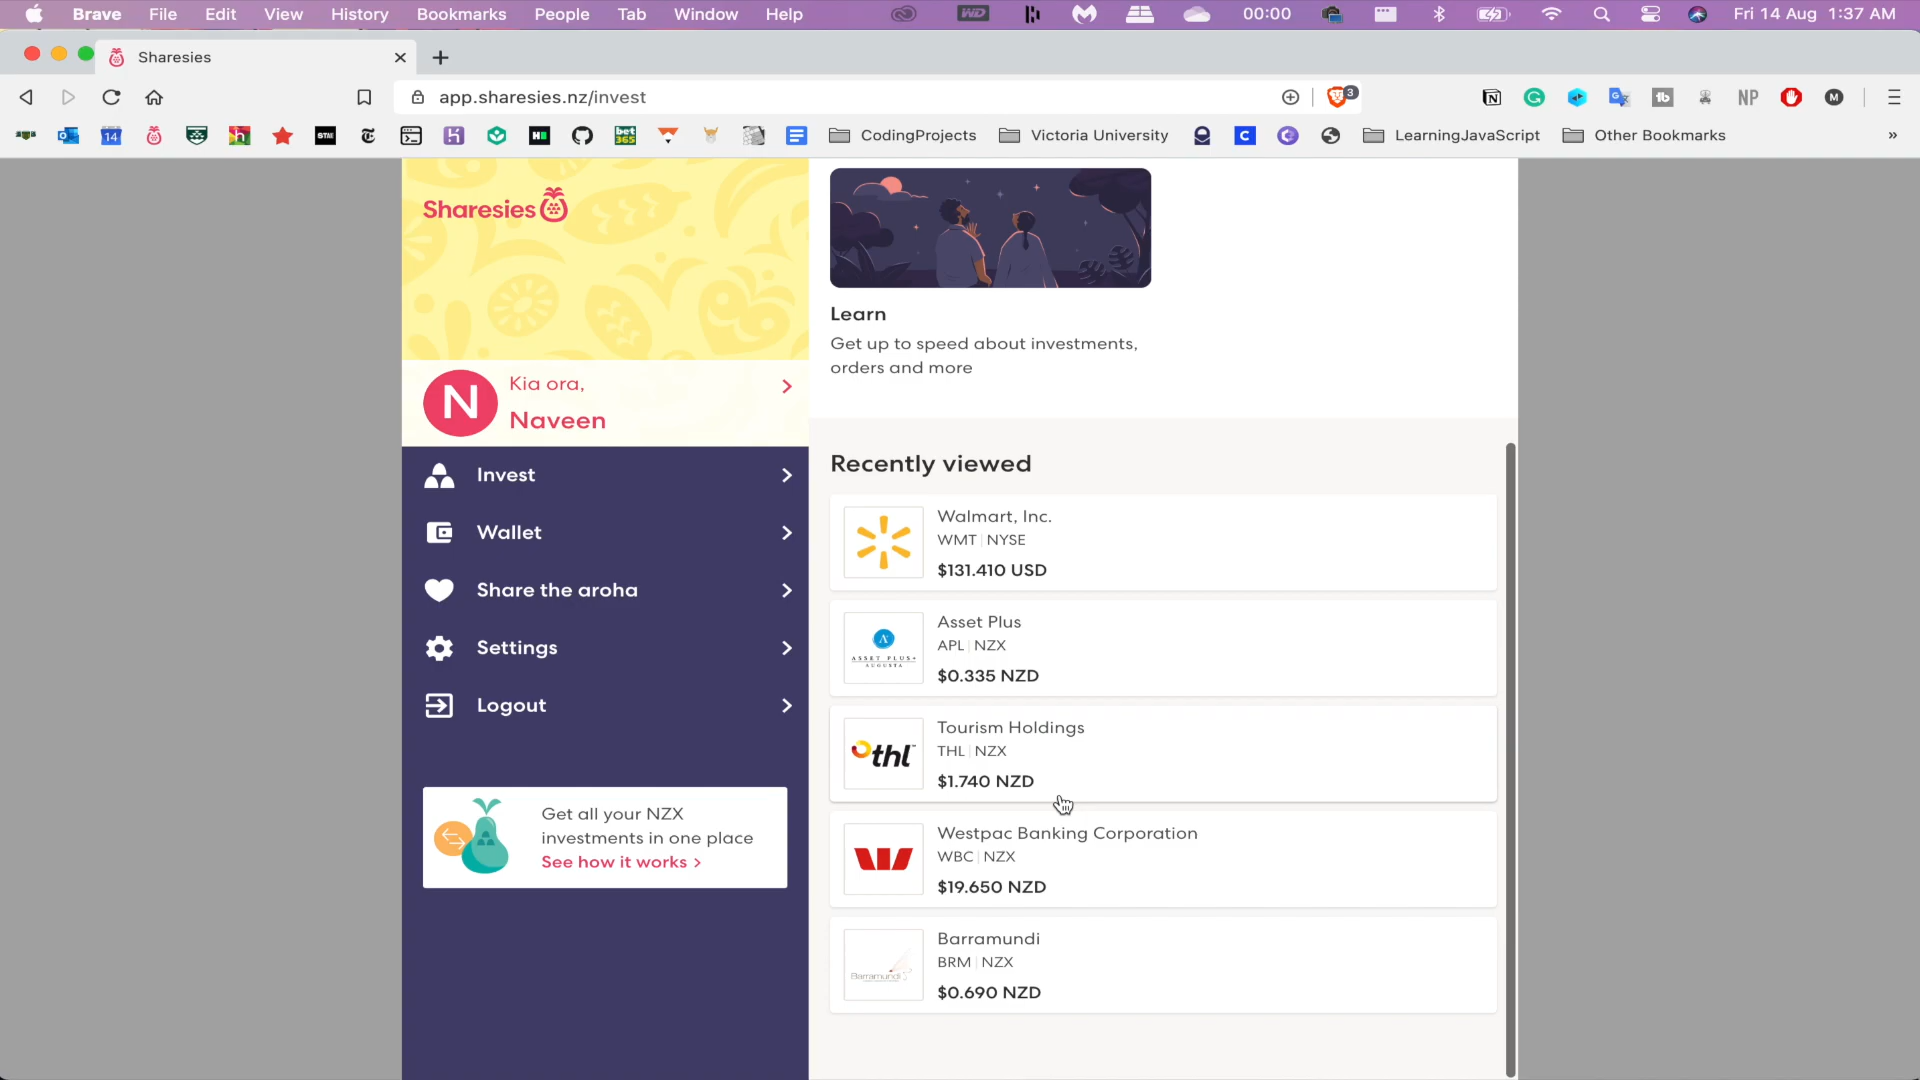 Brave File Edit View History Bookmarks People Tab Window Help 00:00 Fri 14 Aug 1:37 AM
Sharesies
app.sharesies.nz/invest 3 NP M
CodingProjects Victoria University LearningJavaScript Other Bookmarks »
Sharesies
Kia ora,
N Naveen
Invest
Wallet
Share the aroha
Settings
Logout
Get all your NZX
investments in one place
See how it works >
Learn
Get up to speed about investments,
orders and more
Recently viewed
Walmart, Inc.
WMT NYSE
$131.410 USD
ASSET PLUS+
AUGUSTA
Asset Plus
APL NZX
$0.335 NZD
thl
Tourism Holdings
THL NZX
$1.740 NZD
Westpac Banking Corporation
WBC NZX
$19.650 NZD
Barramundi
Barramundi
BRM NZX
$0.690 NZD